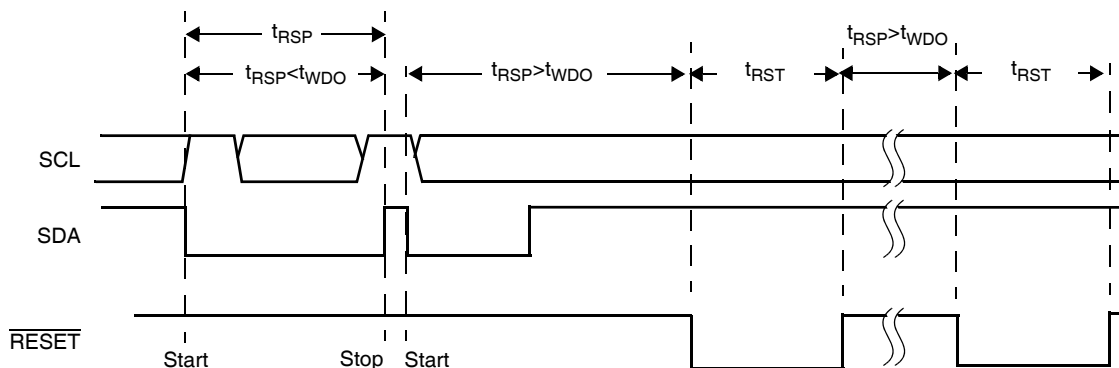 tRSP
tRSP<tWDO
tRSP>tWDO
tRST
tRSP>tWDO
tRST
SCL
SDA
RESET
Start
Stop
Start